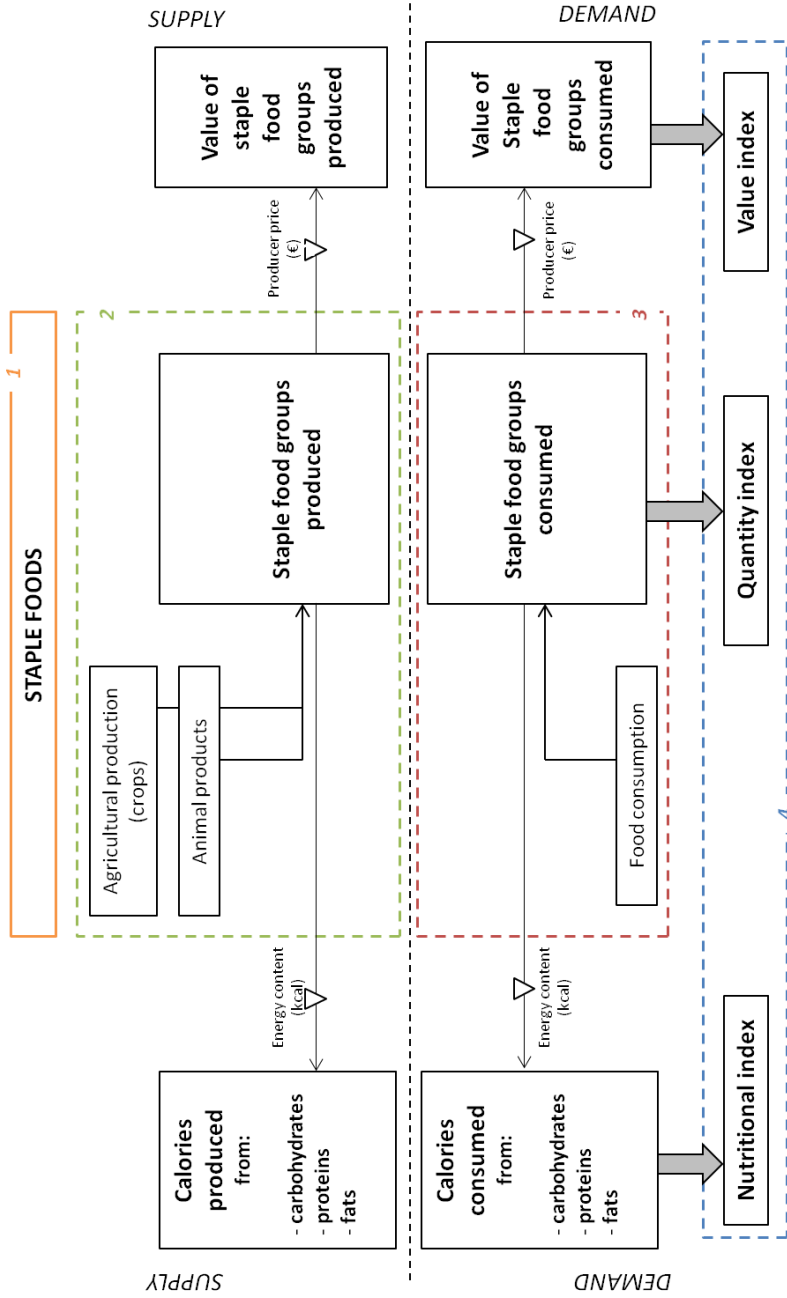 STAPLE FOODS
1
SUPPLY
SUPPLY
2
Agricultural production
(crops)
Animal products
Calories
produced
from:
- carbohydrates
- proteins
- fats
Energy content
(kcal)
Staple food groups
produced
Producer price
(€)
Value of
staple
food
groups
produced
DEMAND
DEMAND
3
Calories
consumed
from:
- carbohydrates
- proteins
- fats
Energy content
(kcal)
Food consumption
Staple food groups
consumed
Producer price
(€)
Value of
Staple
food
groups
consumed
Nutritional index
Quantity index
Value index
4